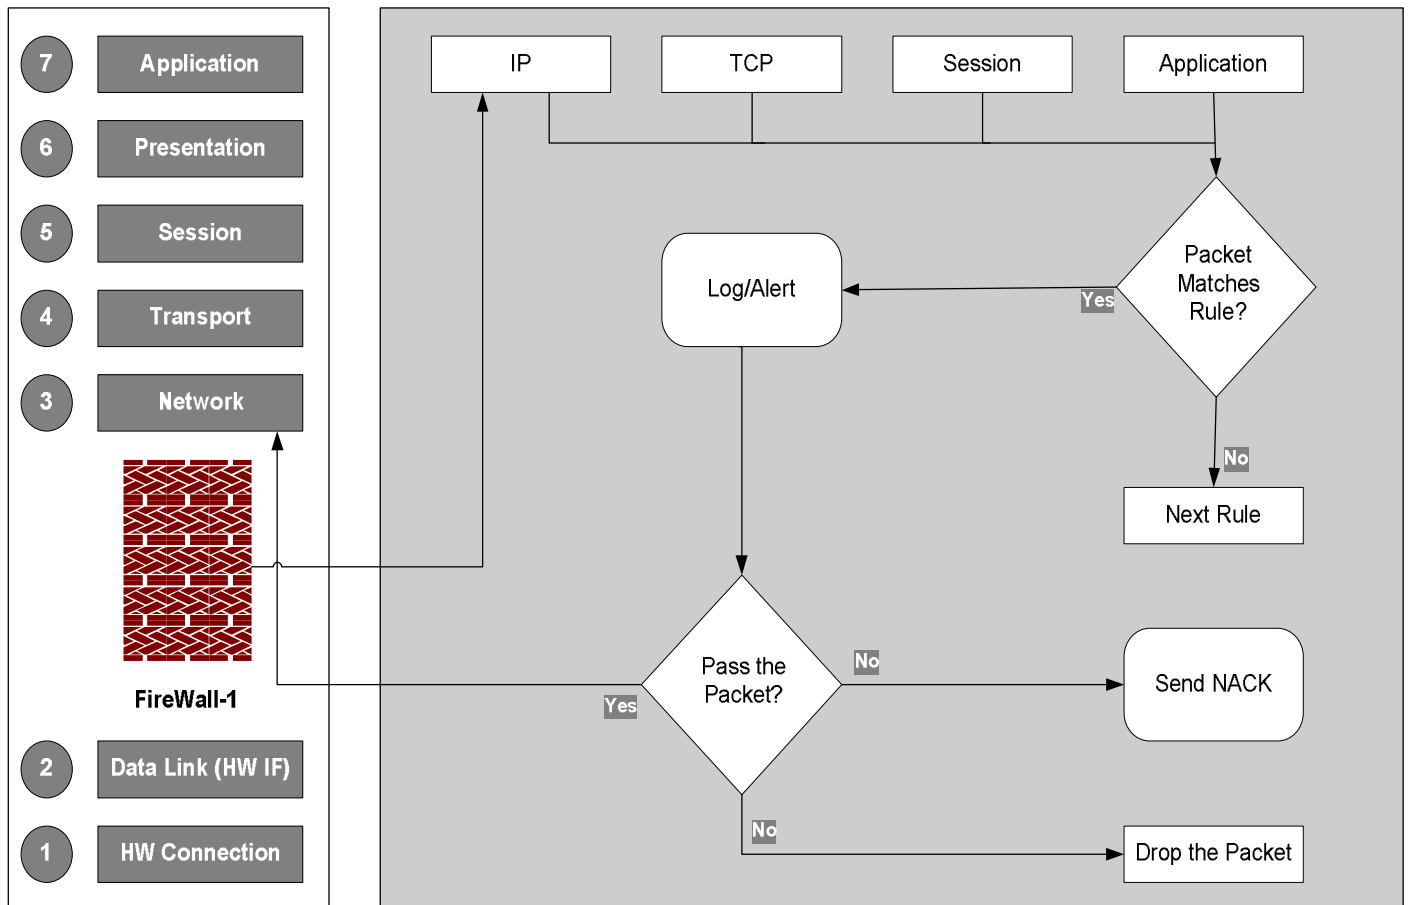 7
Application
6
Presentation
5
Session
4
Transport
3
Network
FireWall-1
2
Data Link (HW IF)
1
HW Connection
IP
TCP
Session
Application
Packet
Matches
Rule?
Yes
Log/Alert
No
Next Rule
Pass the
Packet?
No
Send NACK
Yes
No
Drop the Packet